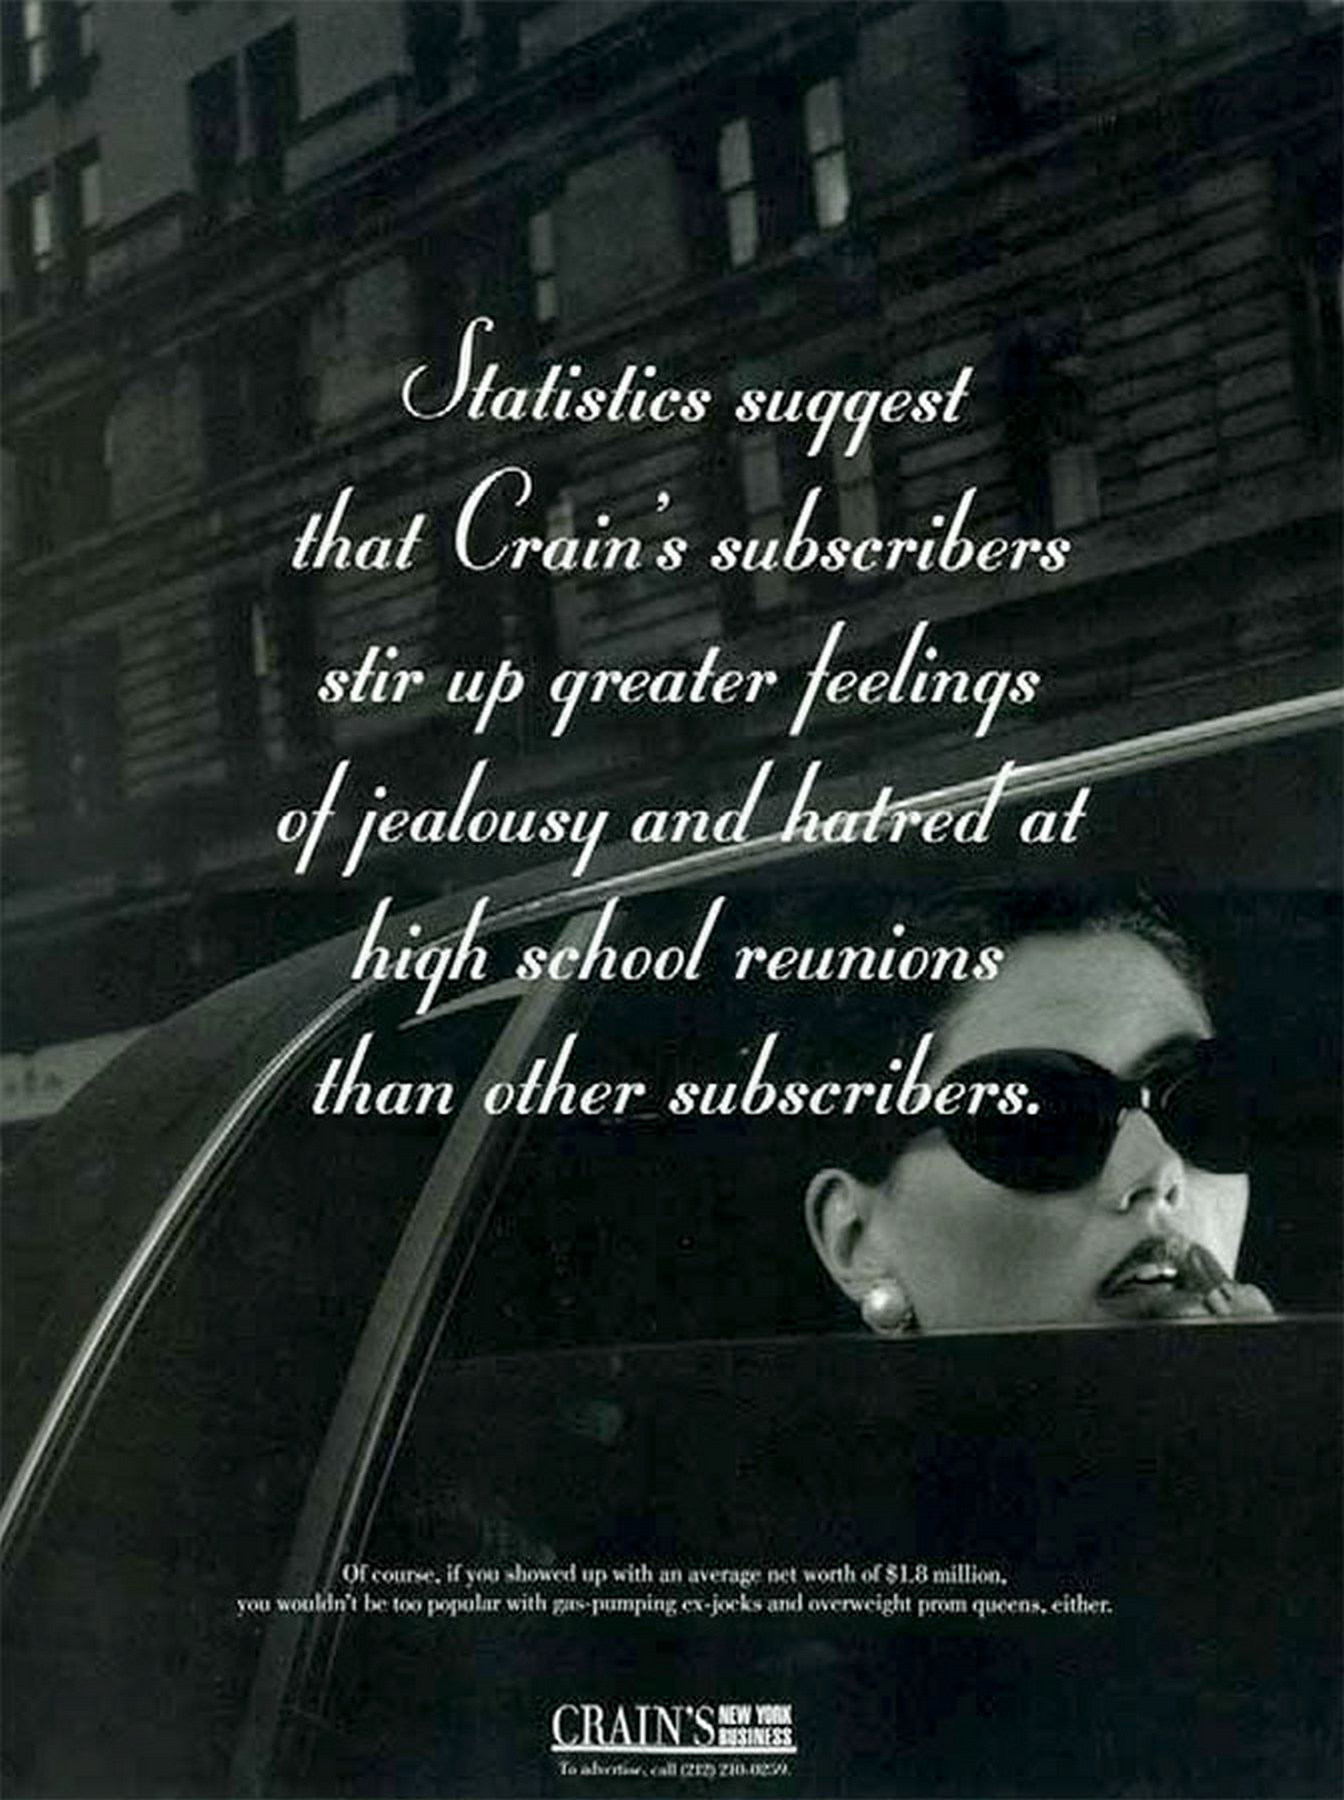 Statistics suggest
that Crain's subscribers
stir up greater feelings
of jealousy and hatred at
high school reunions
than other subscribers.
Of course, if you showed up with an average net worth of $1.8 million,
you wouldn't be too popular with gas-pumping ex-jocks and overweight prom queens, either.
CRAIN'S NEW YORK BUSINESS
To advertise, call (212) 210-0259.